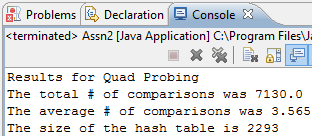 Problems Declaration Console
<terminated> Assn2 [Java Application] C:\Program Files\Ja
Results for Quad Probing
The total # of comparisons was 7130.0
The average # of comparisons was 3.565
The size of the hash table is 2293